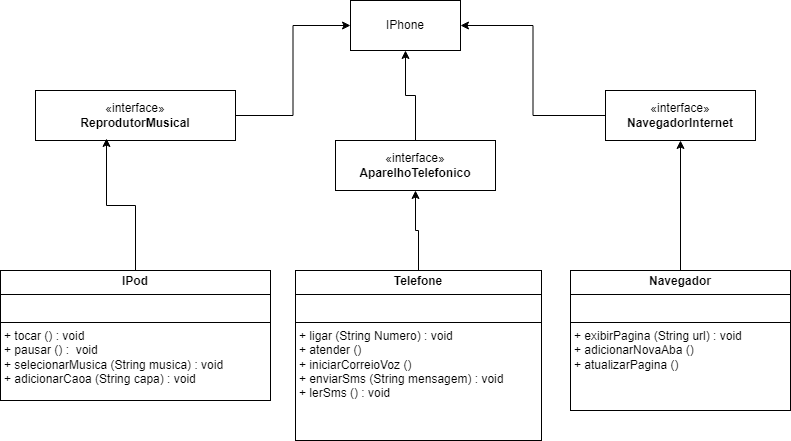 IPhone
«interface»
ReprodutorMusical
«interface»
NavegadorInternet
«interface»
AparelhoTelefonico
IPod
+ tocar () : void
+ pausar () :  void
+ selecionarMusica (String musica) : void
+ adicionarCaoa (String capa) : void
Telefone
+ ligar (String Numero) : void
+ atender ()
+ iniciarCorreioVoz ()
+ enviarSms (String mensagem) : void
+ lerSms () : void
Navegador
+ exibirPagina (String url) : void
+ adicionarNovaAba ()
+ atualizarPagina ()